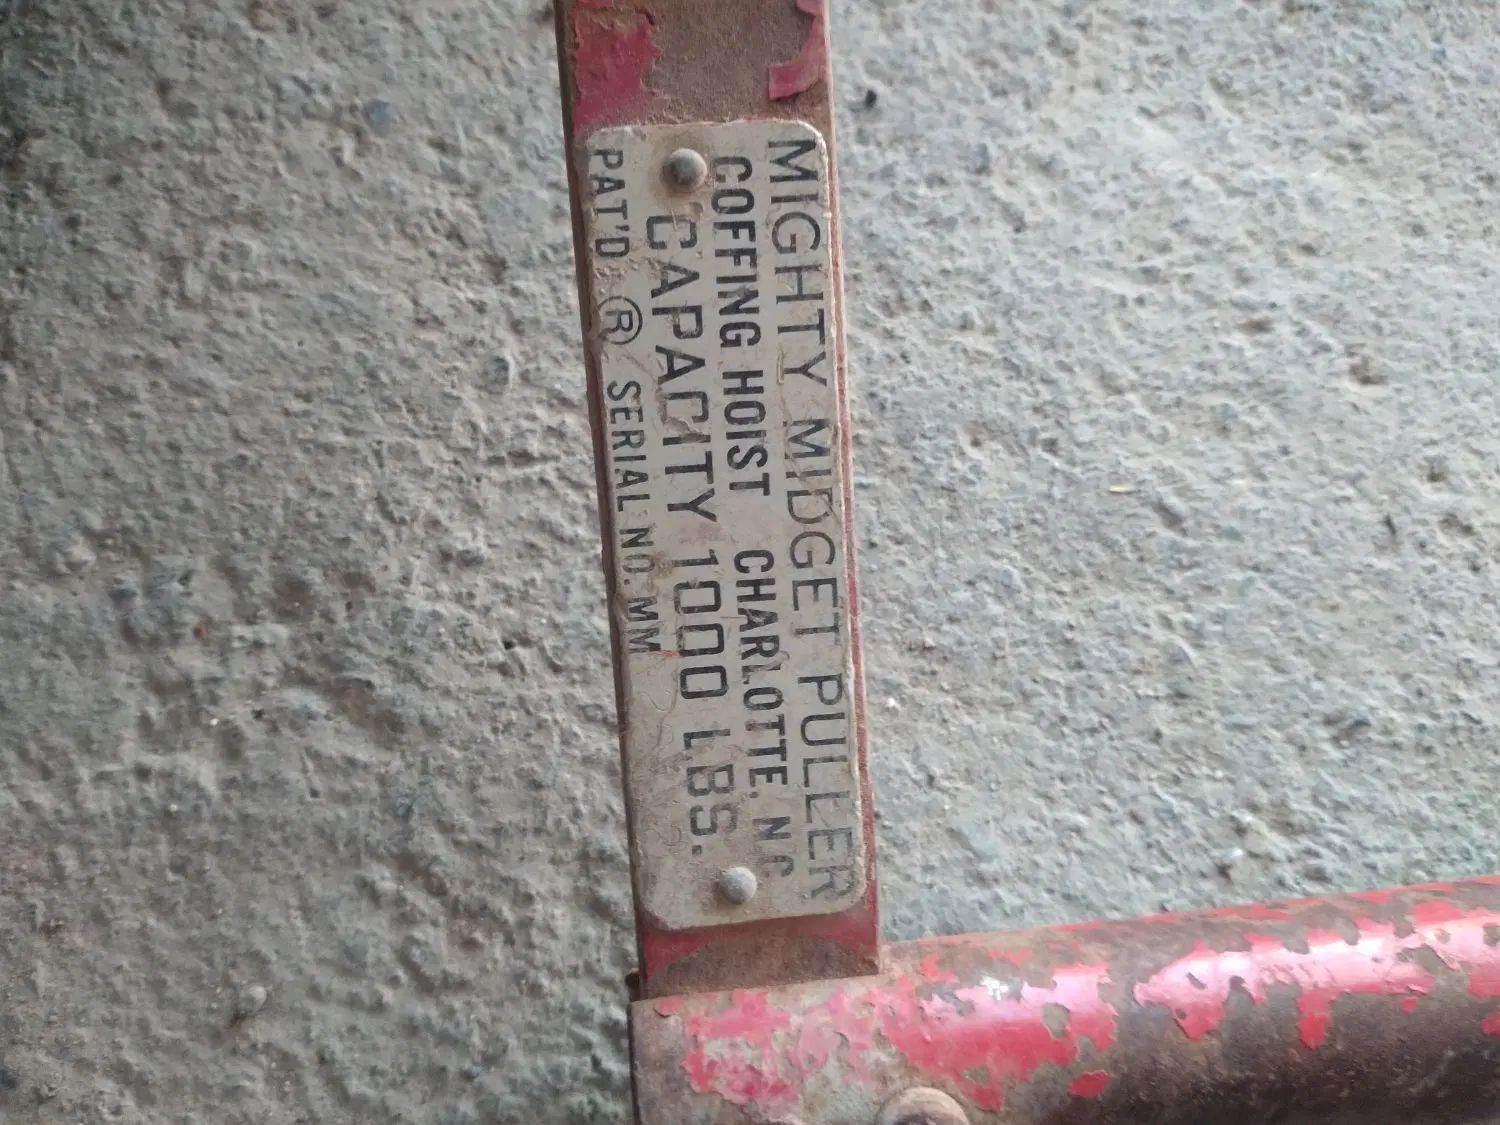 MIGHTY MIDGET PULLER
COFFING HOIST CHARLOTTE, N C
CAPACITY 1000 LBS.
PAT'D ® SERIAL NO. MM